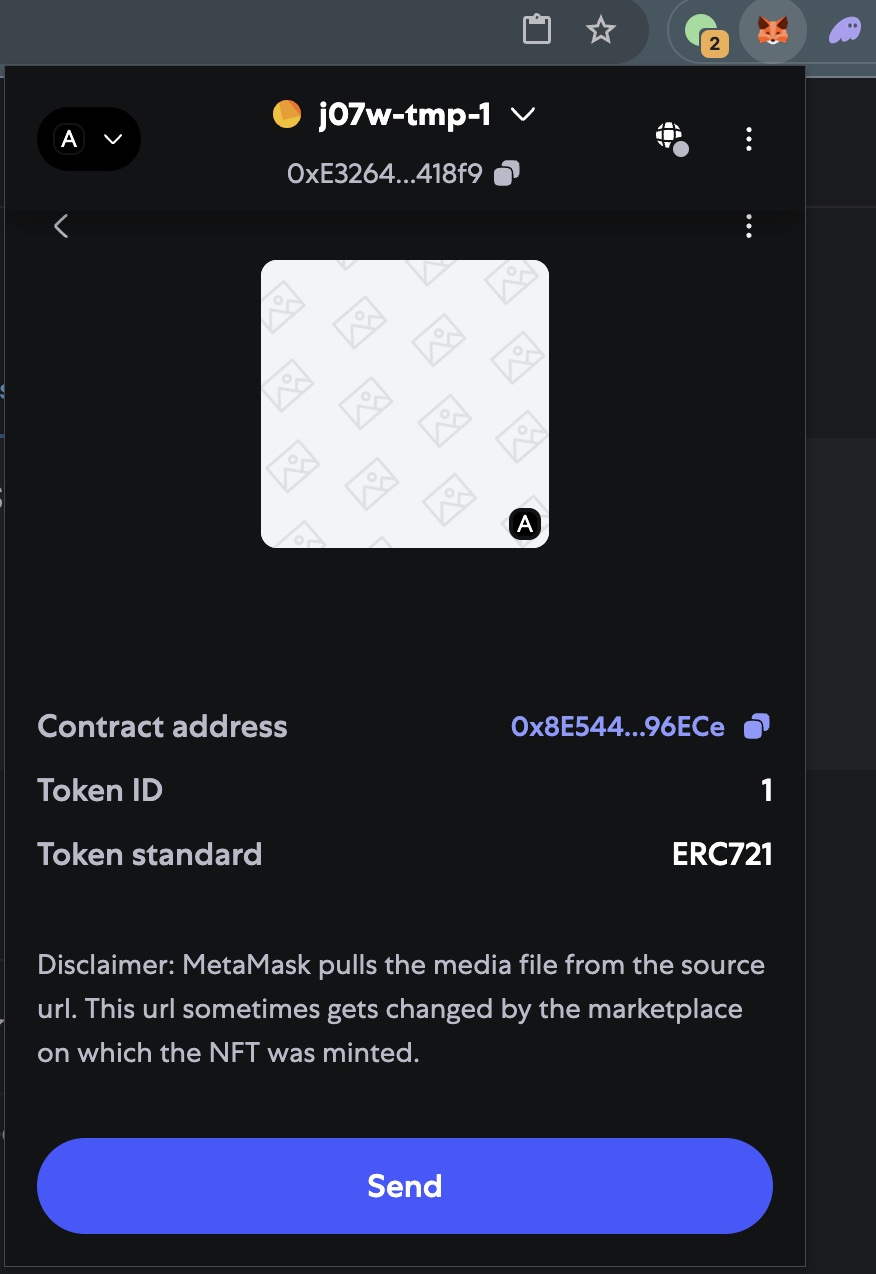 2
A
j07w-tmp-1
0xE3264...418f9
A
Contract address
0x8E544...96ECe
Token ID
1
Token standard
ERC721
Disclaimer: MetaMask pulls the media file from the source
url. This url sometimes gets changed by the marketplace
on which the NFT was minted.
Send